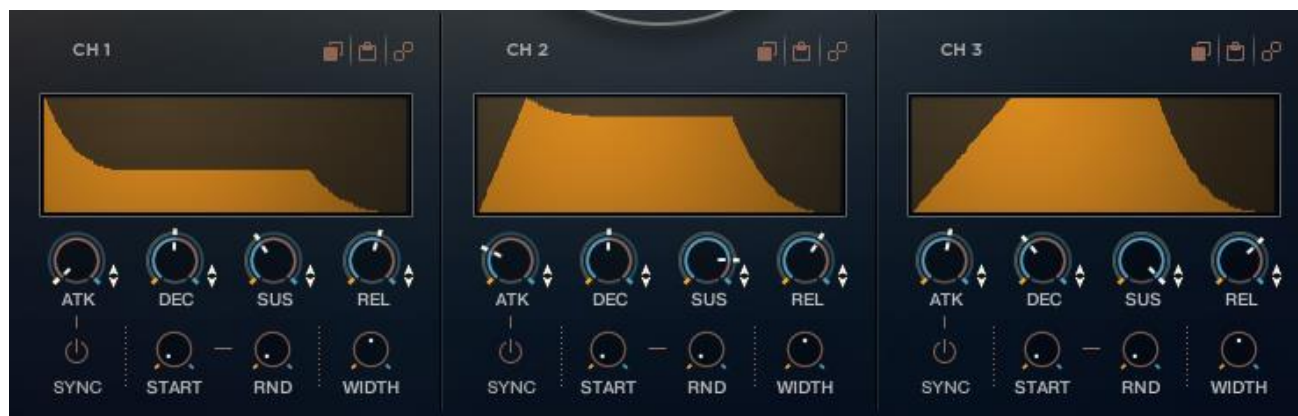 CH 1
CH 2
CH 3
ATK DEC SUS REL
ATK DEC SUS REL
ATK DEC SUS REL
SYNC START RND WIDTH
SYNC START RND WIDTH
SYNC START RND WIDTH